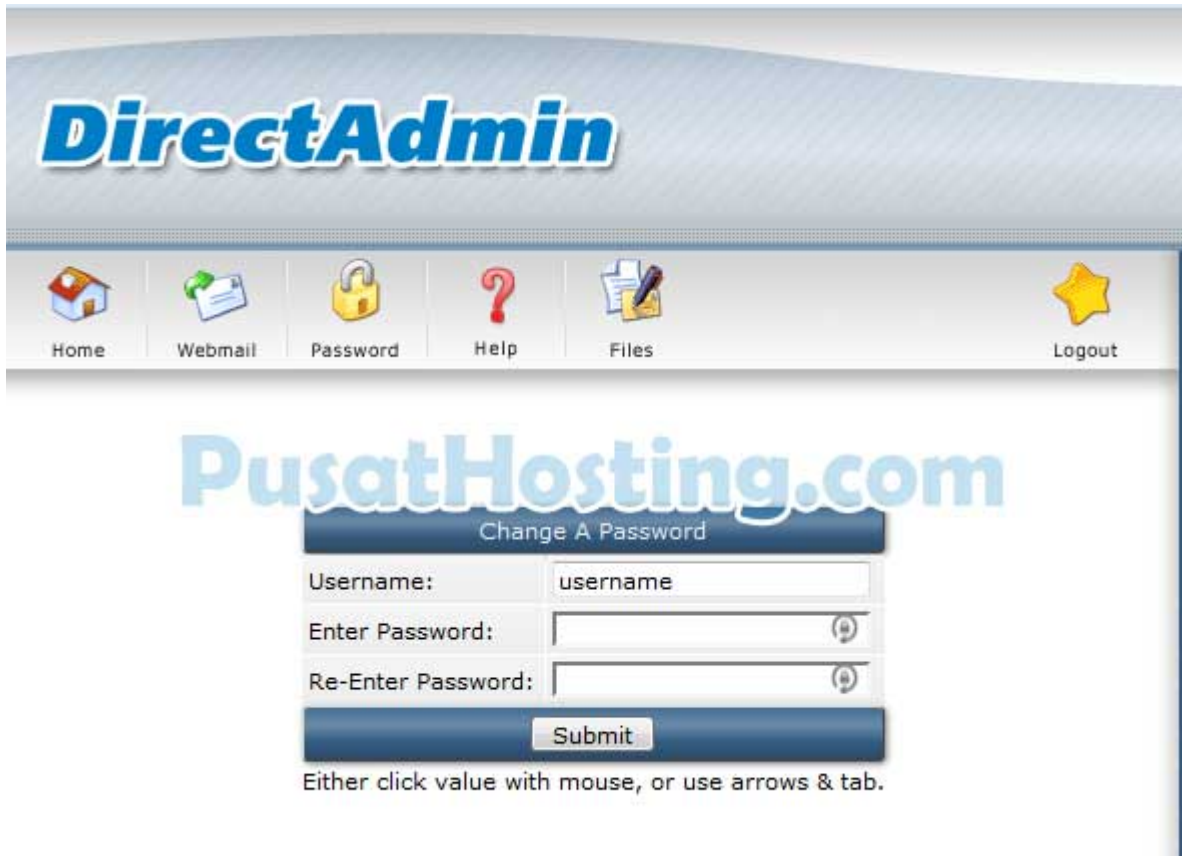 DirectAdmin
Home Webmail Password Help Files Logout
PusatHosting.com
Change A Password
Username: username
Enter Password:
Re-Enter Password:
Submit
Either click value with mouse, or use arrows & tab.